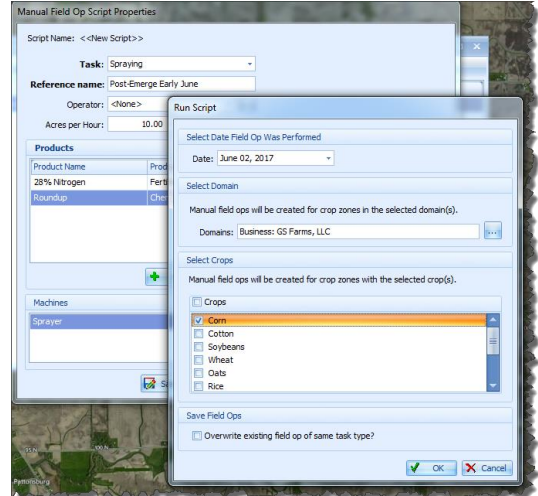 Manual Field Op Script Properties
Script Name: <<New Script>>
Task: Spraying
Reference name: Post-Emerge Early June
Operator: <None>
Acres per Hour: 10.00
Products
Product Name
28% Nitrogen
Roundup
Machines
Sprayer
Run Script
Select Date Field Op Was Performed
Date: June 02, 2017
Select Domain
Manual field ops will be created for crop zones in the selected domain(s).
Domains: Business: GS Farms, LLC
...
Select Crops
Manual field ops will be created for crop zones with the selected crop(s).
Crops
Corn
Cotton
Soybeans
Wheat
Oats
Rice
Save Field Ops
Overwrite existing field op of same task type?
OK Cancel